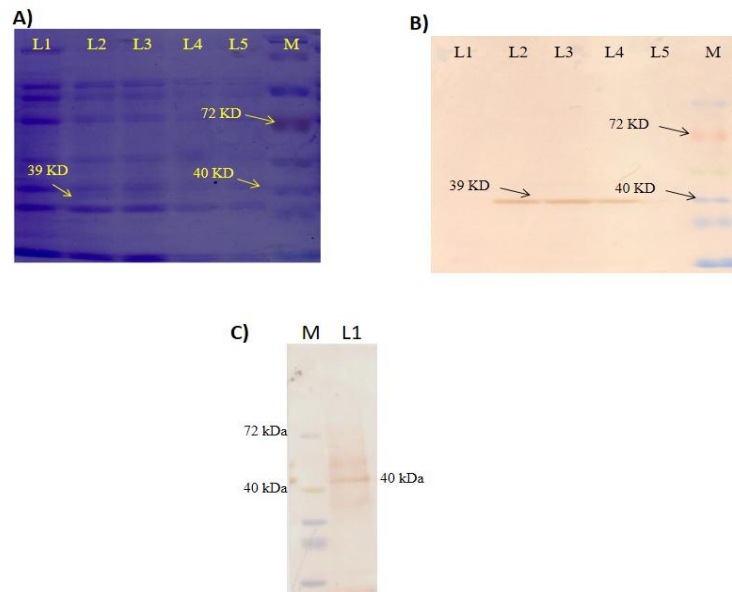 A)
L1 L2 L3 L4 L5 M
72 KD
39 KD
40 KD
B)
L1 L2 L3 L4 L5 M
72 KD
39 KD
40 KD
C)
M L1
72 kDa
40 kDa
40 kDa